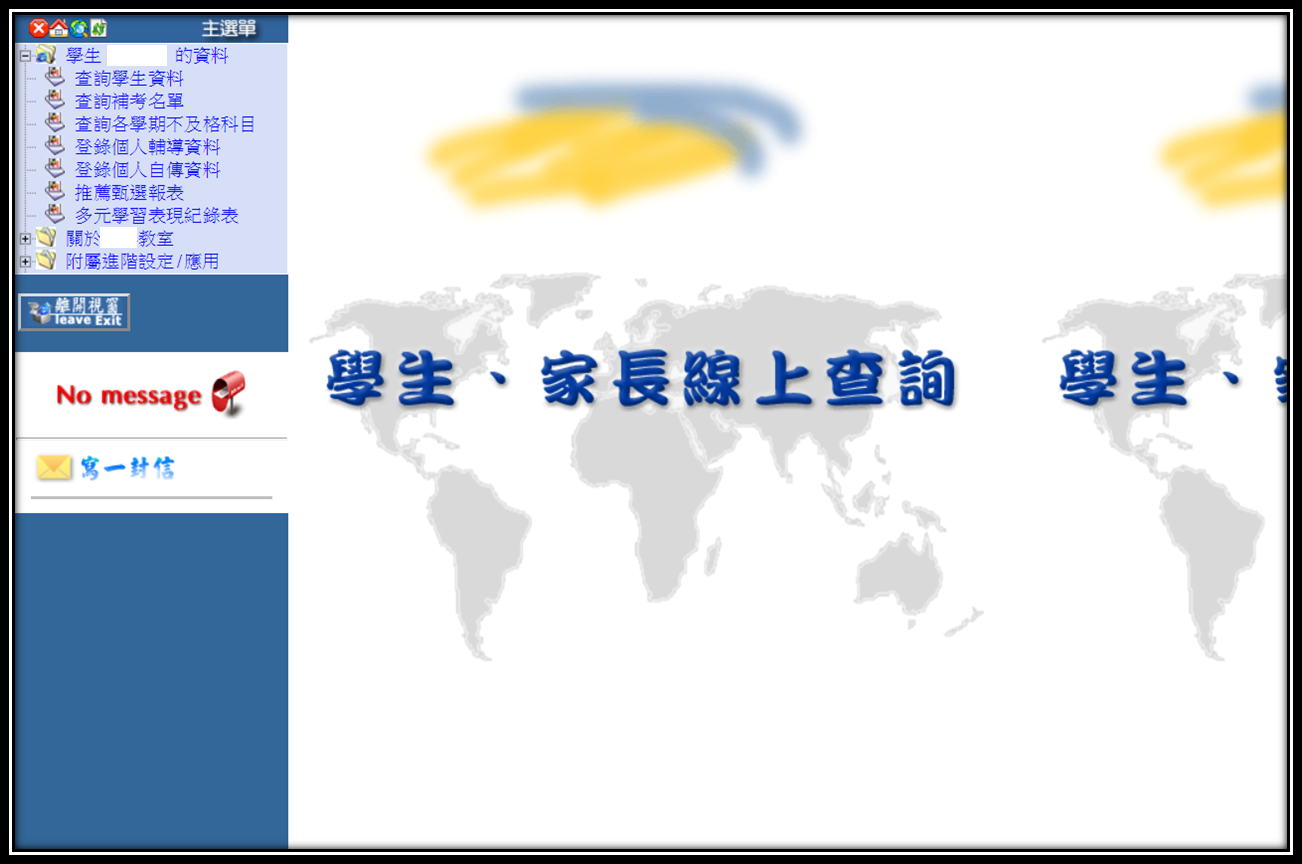 主選單
學生 的資料
查詢學生資料
查詢補考名單
查詢各學期不及格科目
登錄個人輔導資料
登錄個人自傳資料
推薦甄選報表
多元學習表現紀錄表
關於 教室
附屬進階設定/應用
離開視窗
leave Exit
No message
寫一封信
學生、家長線上查詢
學生、家